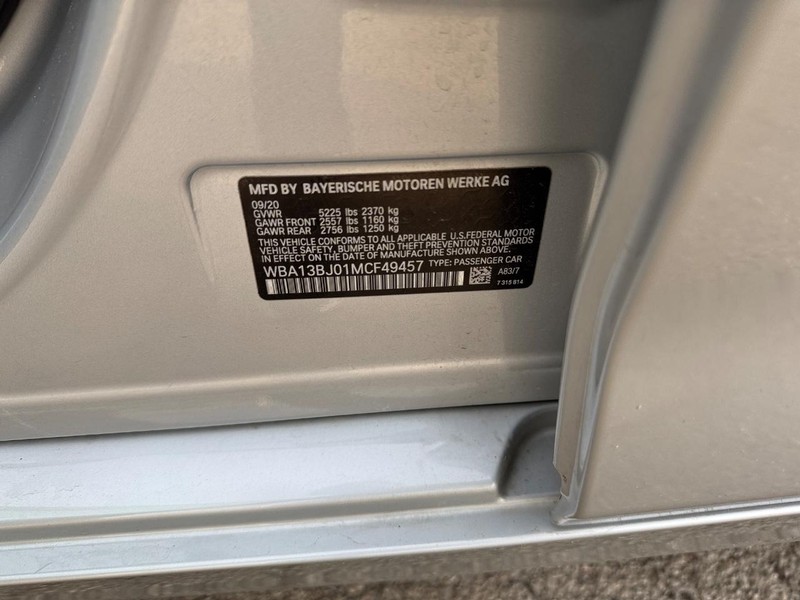 MFD BY BAYERISCHE MOTOREN WERKE AG
09/20
GVWR 5225 lbs 2370 kg
GAWR FRONT 2557 lbs 1160 kg
GAWR REAR 2756 lbs 1250 kg
THIS VEHICLE CONFORMS TO ALL APPLICABLE U.S.FEDERAL MOTOR
VEHICLE SAFETY, BUMPER AND THEFT PREVENTION STANDARDS
IN EFFECT ON THE DATE OF MANUFACTURE SHOWN ABOVE.
WBA13BJ01MCF49457 TYPE: PASSENGER CAR
A83/7
7 315 814